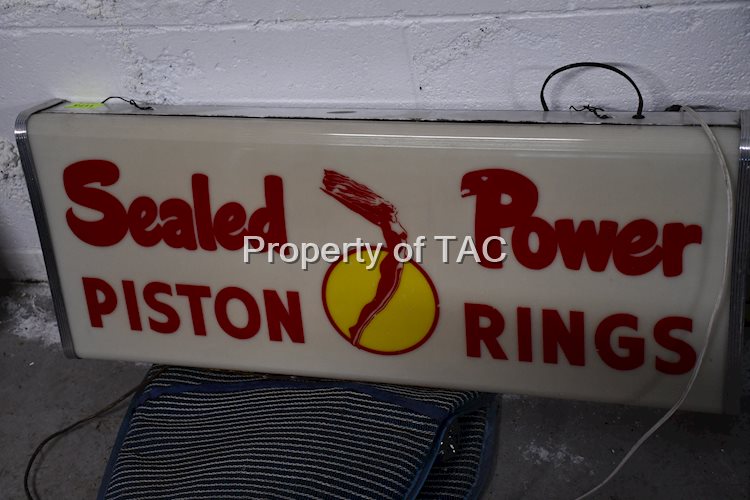 Sealed Power
PISTON RINGS
Property of TAC